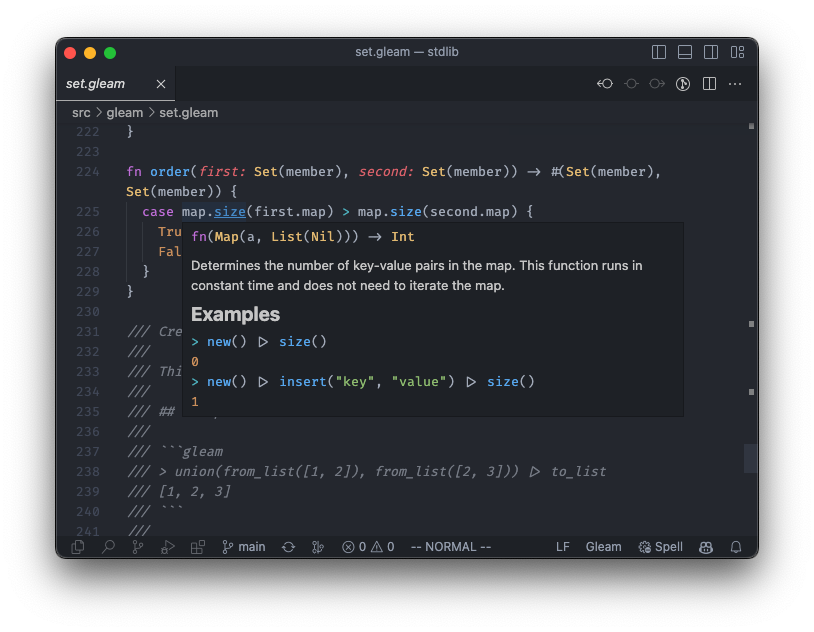 set.gleam — stdlib
set.gleam
src > gleam > set.gleam
222 }
223
224 fn order(first: Set(member), second: Set(member)) -> #(Set(member),
Set(member)) {
225 case map.size(first.map) > map.size(second.map) {
226 Tru
227 Fal
228 }
229 }
230
231 /// Cre
232 ///
233 /// Thi
234 ///
235 /// ##
236 ///
237 /// ```gleam
238 /// > union(from_list([1, 2]), from_list([2, 3])) |> to_list
239 /// [1, 2, 3]
240 /// ```
241 ///
fn(Map(a, List(Nil))) -> Int
Determines the number of key-value pairs in the map. This function runs in
constant time and does not need to iterate the map.
Examples
> new() |> size()
0
> new() |> insert("key", "value") |> size()
1
main 0 0 -- NORMAL -- LF Gleam Spell